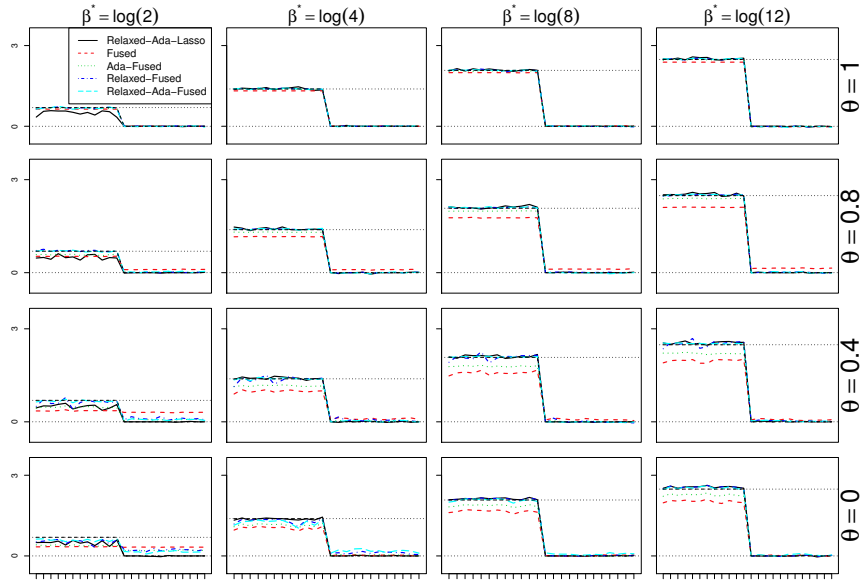 β* = log(2)
β* = log(4)
β* = log(8)
β* = log(12)
Relaxed−Ada−Lasso
Fused
Ada−Fused
Relaxed−Fused
Relaxed−Ada−Fused
3
0
θ = 1
3
0
θ = 0.8
3
0
θ = 0.4
3
0
θ = 0